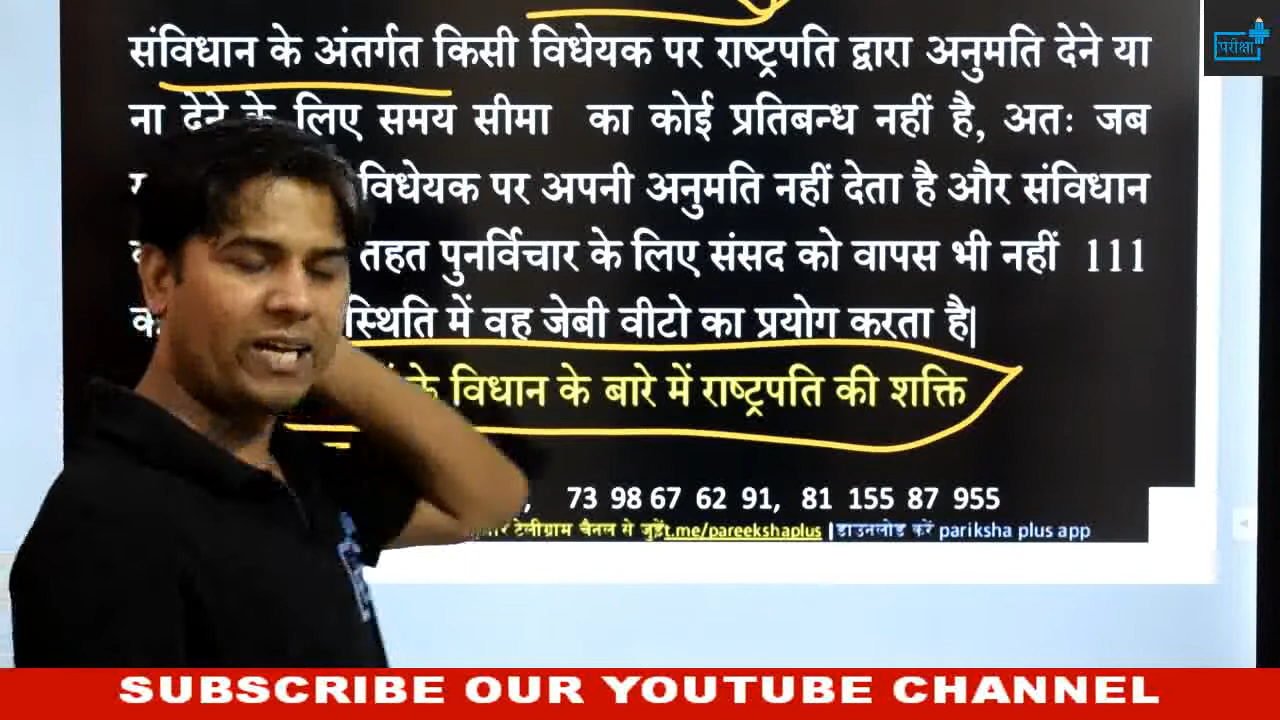 संविधान के अंतर्गत किसी विधेयक पर राष्ट्रपति द्वारा अनुमति देने या
ना देने के लिए समय सीमा का कोई प्रतिबन्ध नहीं है, अतः जब
विधेयक पर अपनी अनुमति नहीं देता है और संविधान
तहत पुनर्विचार के लिए संसद को वापस भी नहीं 111
स्थिति में वह जेबी वीटो का प्रयोग करता है|
के विधान के बारे में राष्ट्रपति की शक्ति
, 73 98 67 62 91, 81 155 87 955
टेलीग्राम चैनल से जुड़ें t.me/pareekshaplus | डाउनलोड करें pariksha plus app
परीक्षा
SUBSCRIBE OUR YOUTUBE CHANNEL